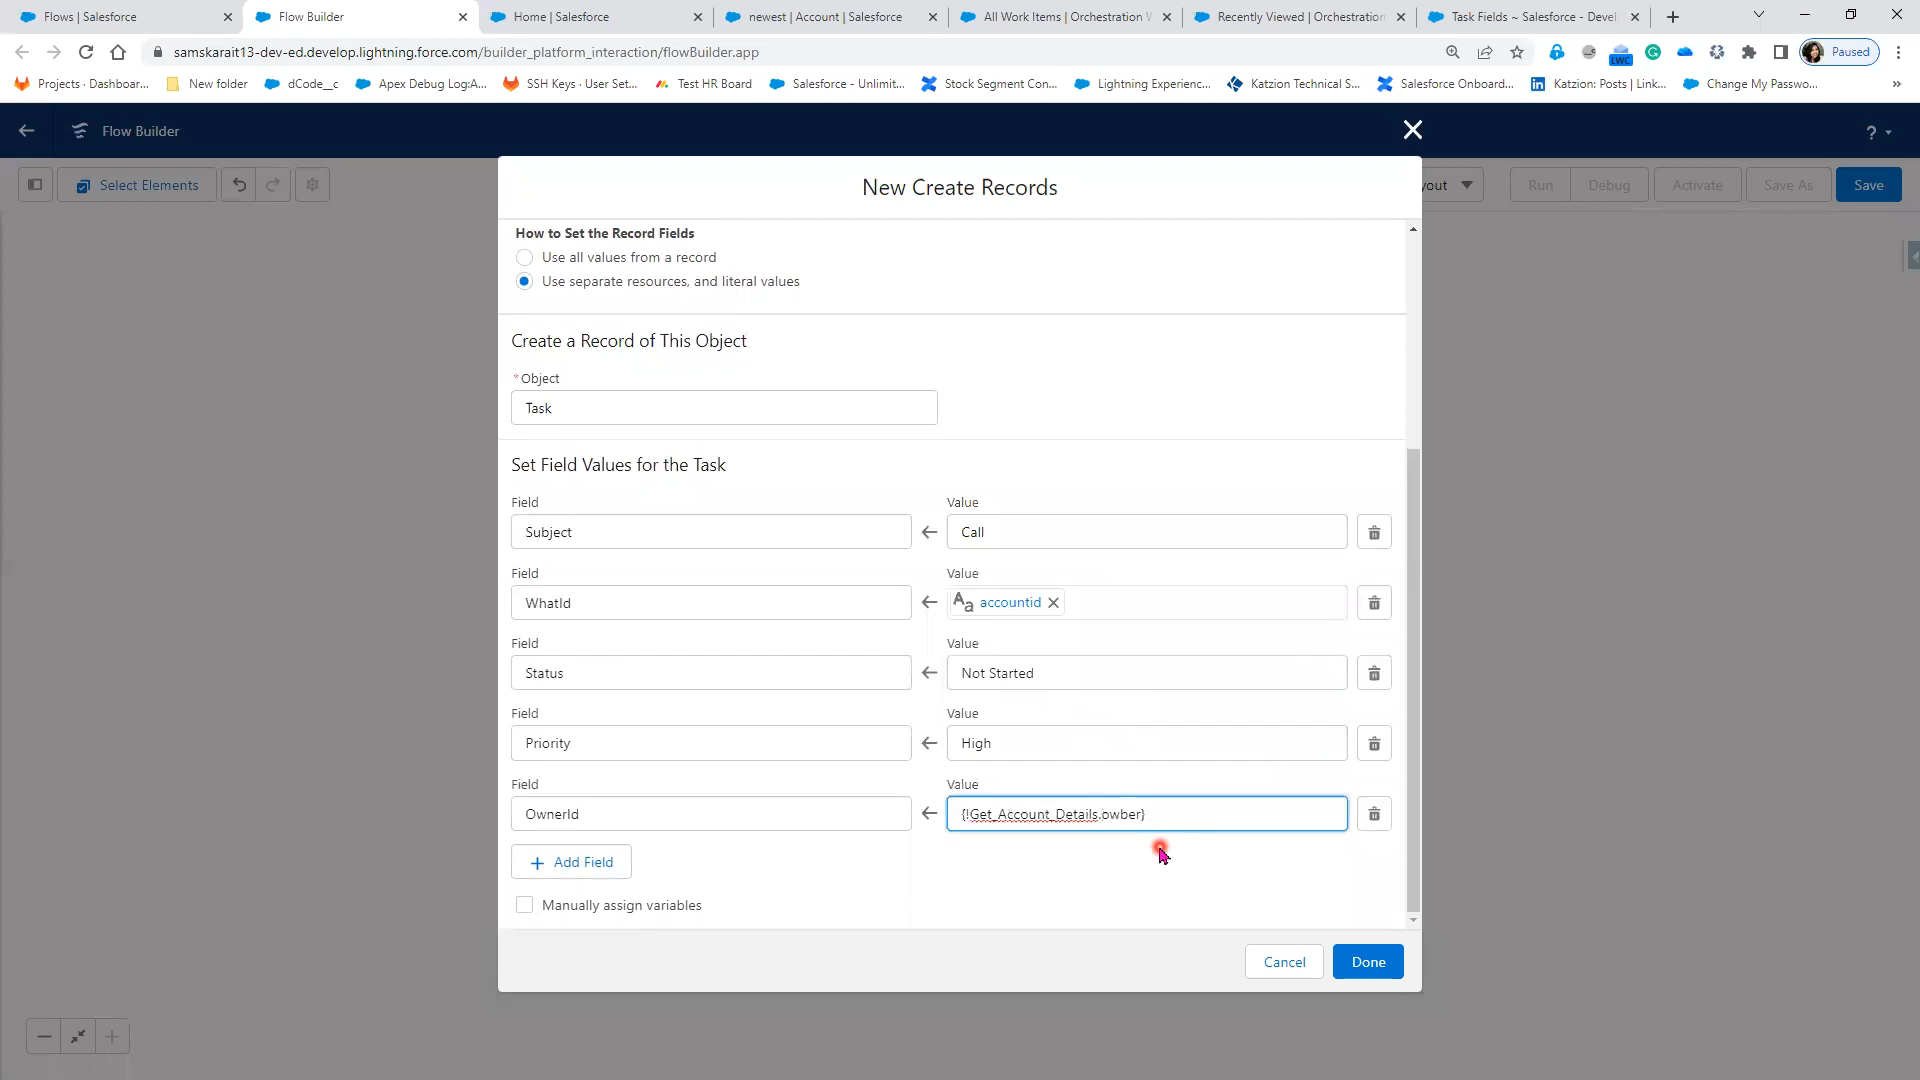 Flows | Salesforce
Flow Builder
Home | Salesforce
newest | Account | Salesforce
All Work Items | Orchestration
Recently Viewed | Orchestration
Task Fields ~ Salesforce - Devel
samskarait13-dev-ed.develop.lightning.force.com/builder_platform_interaction/flowBuilder.app
LWC
Paused
Projects · Dashboar...
New folder
dCode__c
Apex Debug Log:A...
SSH Keys · User Set...
Test HR Board
Salesforce - Unlimit...
Stock Segment Con...
Lightning Experienc...
Katzion Technical S...
Salesforce Onboard...
Katzion: Posts | Link...
Change My Passwo...
Flow Builder
?
Select Elements
yout
Run
Debug
Activate
Save As
Save
New Create Records
How to Set the Record Fields
Use all values from a record
Use separate resources, and literal values
Create a Record of This Object
*Object
Task
Set Field Values for the Task
Field
Value
Subject
Call
Field
Value
WhatId
Aa accountid
Field
Value
Status
Not Started
Field
Value
Priority
High
Field
Value
OwnerId
{!Get_Account_Details.owber}
+ Add Field
Manually assign variables
Cancel
Done